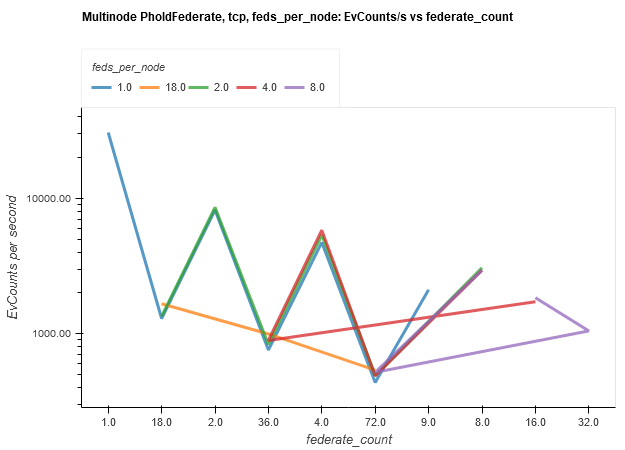 Multinode PholdFederate, tcp, feds_per_node: EvCounts/s vs federate_count
feds_per_node
1.0 18.0 2.0 4.0 8.0
EvCounts per second
10000.00
1000.00
1.0 18.0 2.0 36.0 4.0 72.0 9.0 8.0 16.0 32.0
federate_count